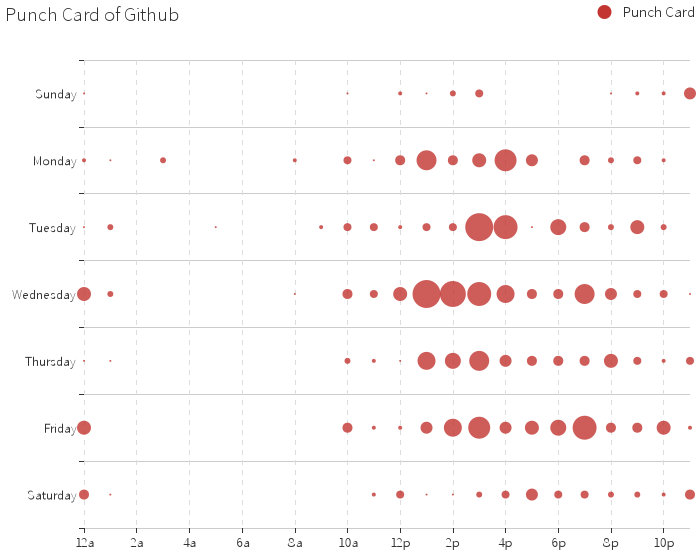 Punch Card of Github
Punch Card
Sunday
Monday
Tuesday
Wednesday
Thursday
Friday
Saturday
12a 2a 4a 6a 8a 10a 12p 2p 4p 6p 8p 10p